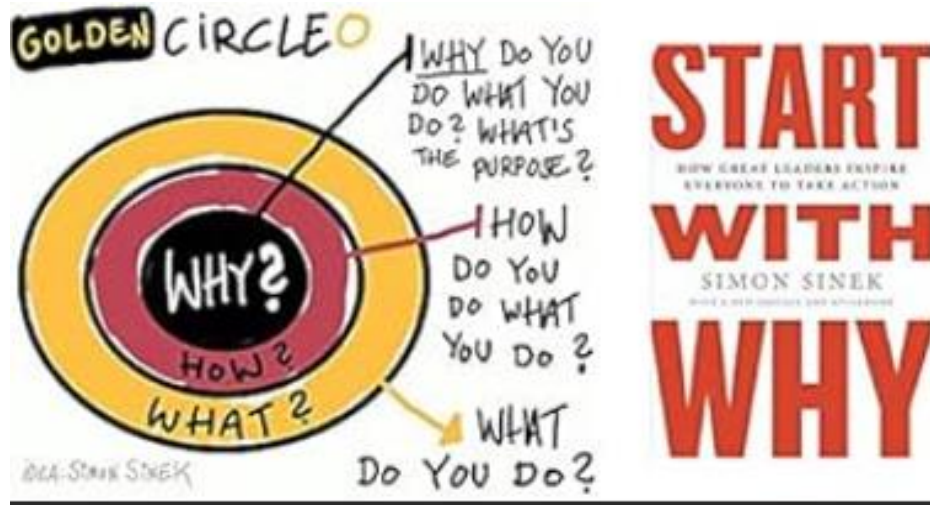 GOLDEN CIRCLE
WHY DO YOU
DO WHAT YOU
DO? WHAT'S
THE PURPOSE?
HOW
DO YOU
DO WHAT
YOU DO?
WHAT
DO YOU DO?
WHY?
HOW?
WHAT?
SIMON SINEK
START
HOW GREAT LEADERS INSPIRE
EVERYONE TO TAKE ACTION
WITH
SIMON SINEK
WHY